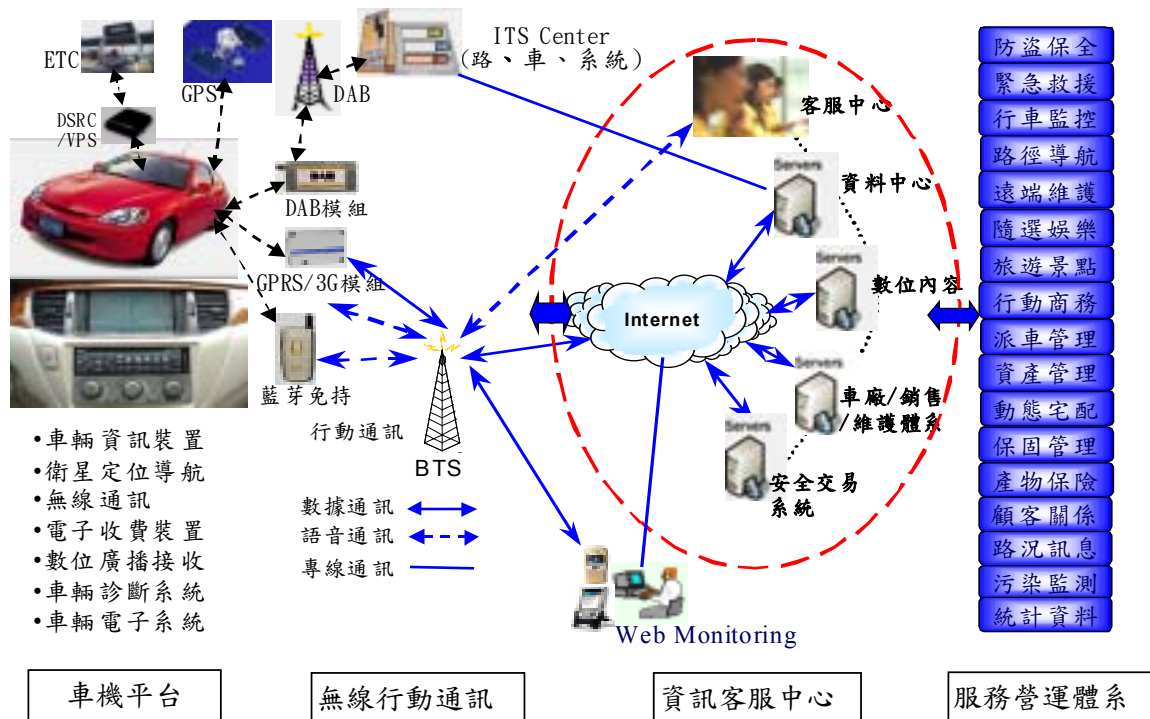 ETC
GPS
DAB
ITS Center
(路、車、系統)
DSRC
/VPS
DAB模組
GPRS/3G模組
藍芽免持
行動通訊
BTS
數據通訊
語音通訊
專線通訊
•車輛資訊裝置
•衛星定位導航
•無線通訊
•電子收費裝置
•數位廣播接收
•車輛診斷系統
•車輛電子系統
客服中心
Servers
資料中心
Servers
數位內容
Internet
Servers
車廠/銷售
/維護體系
Servers
安全交易
系統
Web Monitoring
防盜保全
緊急救援
行車監控
路徑導航
遠端維護
隨選娛樂
旅遊景點
行動商務
派車管理
資產管理
動態宅配
保固管理
產物保險
顧客關係
路況訊息
污染監測
統計資料
車機平台
無線行動通訊
資訊客服中心
服務營運體系